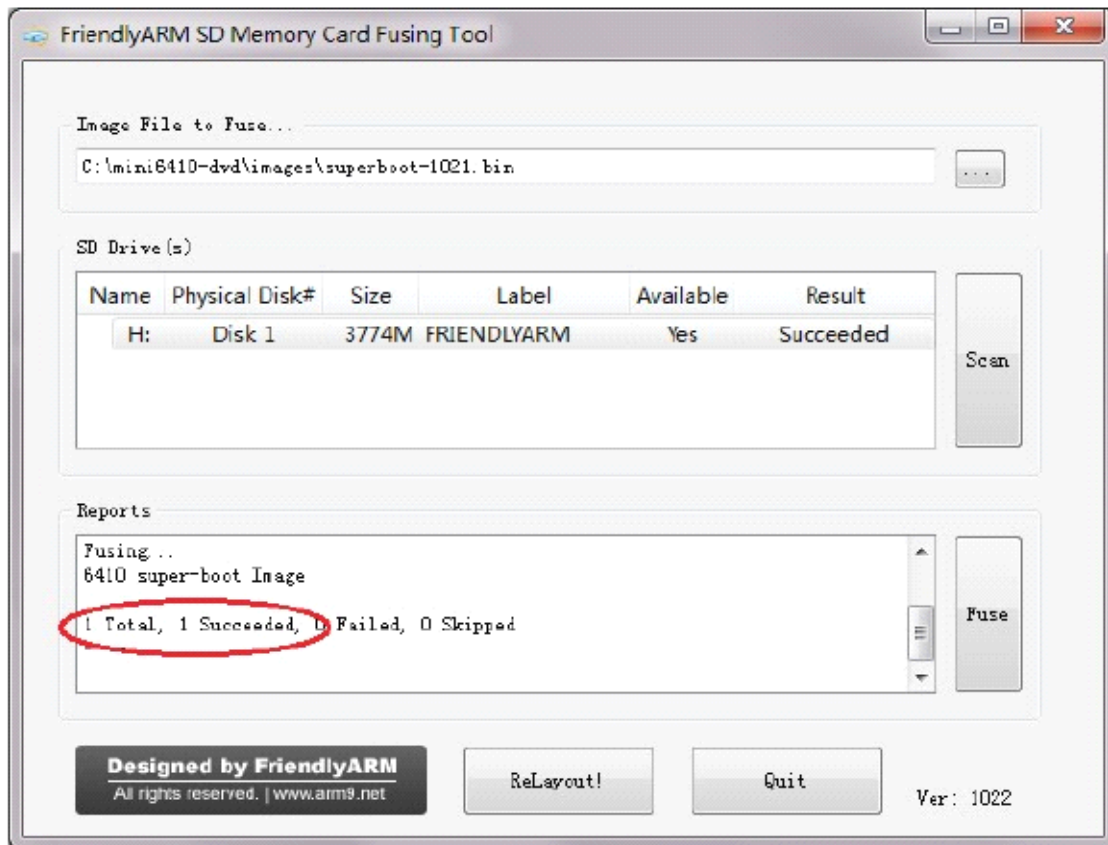 FriendlyARM SD Memory Card Fusing Tool
Image File to Fuse...
C:\mini6410-dvd\images\superboot-1021.bin
...
SD Drive(s)
Name Physical Disk# Size Label Available Result
H: Disk 1 3774M FRIENDLYARM Yes Succeeded
Scan
Reports
Fusing...
6410 super-boot Image
1 Total, 1 Succeeded, 0 Failed, 0 Skipped
Fuse
Designed by FriendlyARM
All rights reserved. | www.arm9.net
ReLayout!
Quit
Ver: 1022